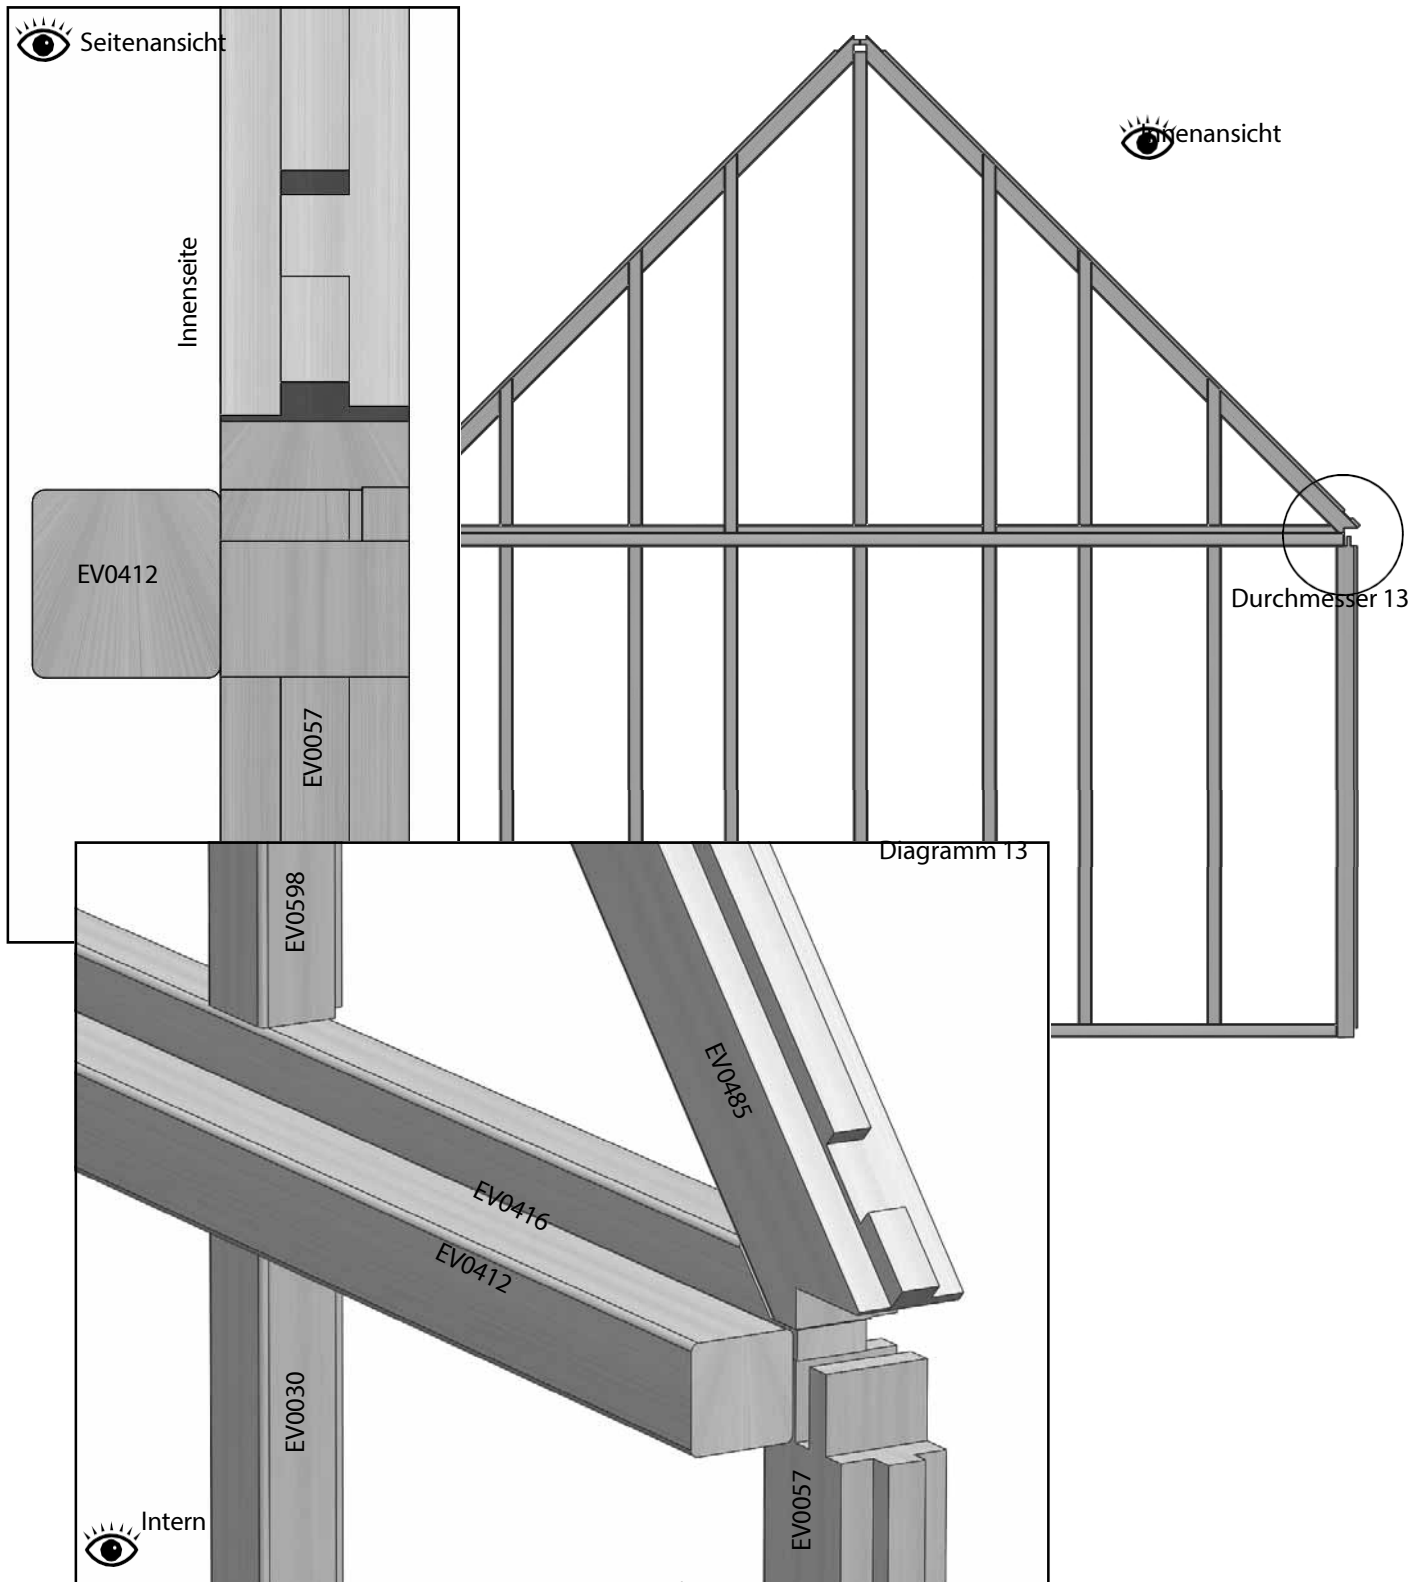 Seitenansicht
Innenansicht
Innenseite
EV0412
EV0057
Durchmesser 13
Diagramm 13
EV0598
EV0485
EV0416
EV0412
EV0030
EV0057
Intern